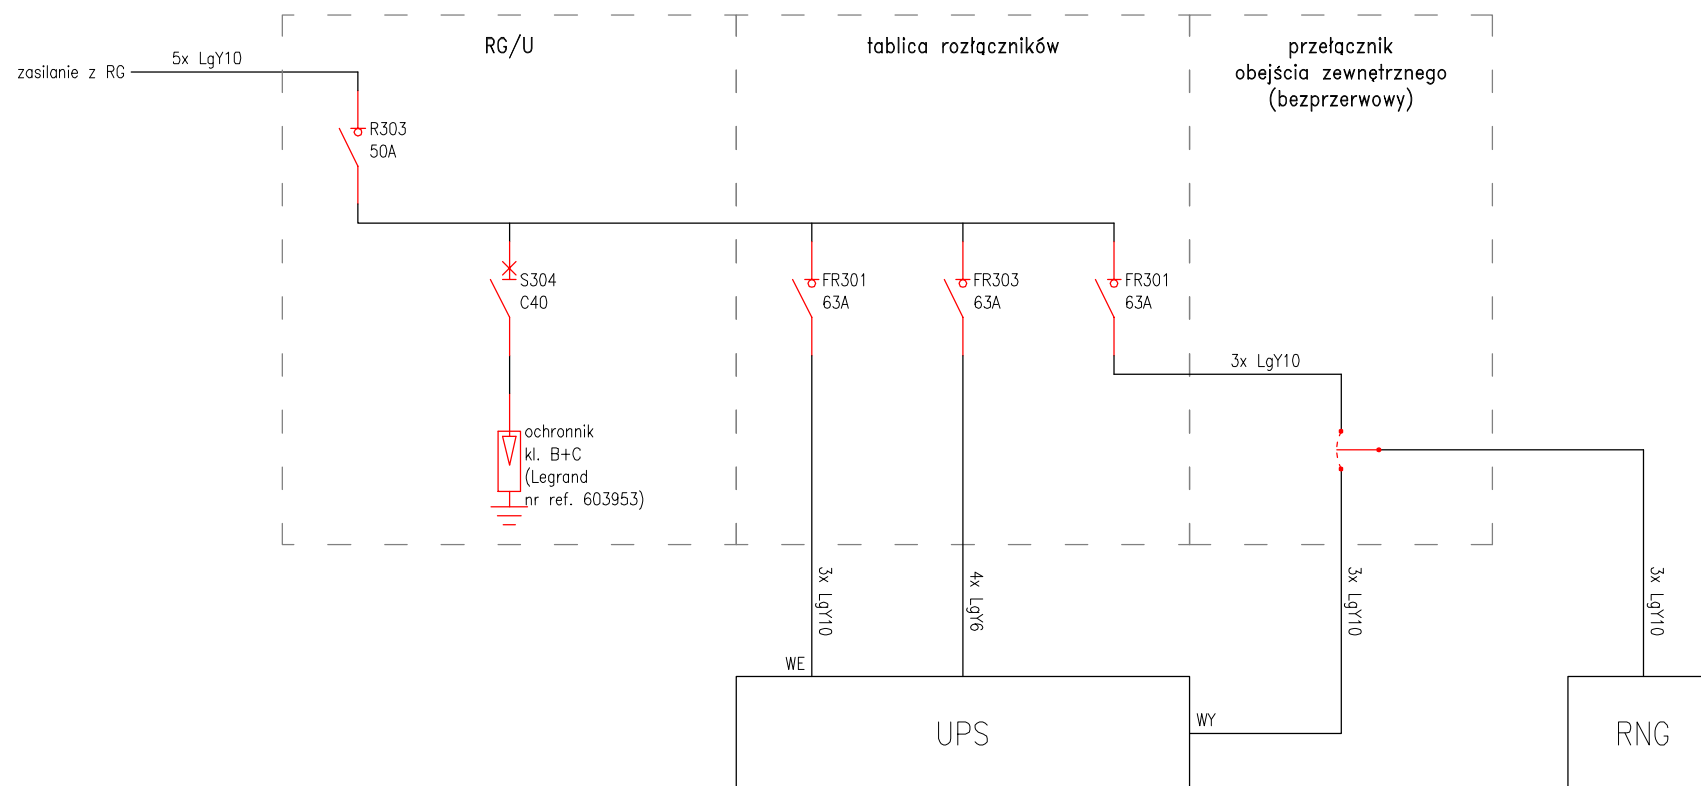 RG/U
tablica rozłączników
przełącznik
obejścia zewnętrznego
(bezprzerwowy)
zasilanie z RG
5x LgY10
R303
50A
S304
C40
FR301
63A
FR303
63A
FR301
63A
3x LgY10
ochronnik
kl. B+C
(Legrand
nr ref. 603953)
3x LgY10
4x LgY6
3x LgY10
3x LgY10
WE
WY
UPS
RNG